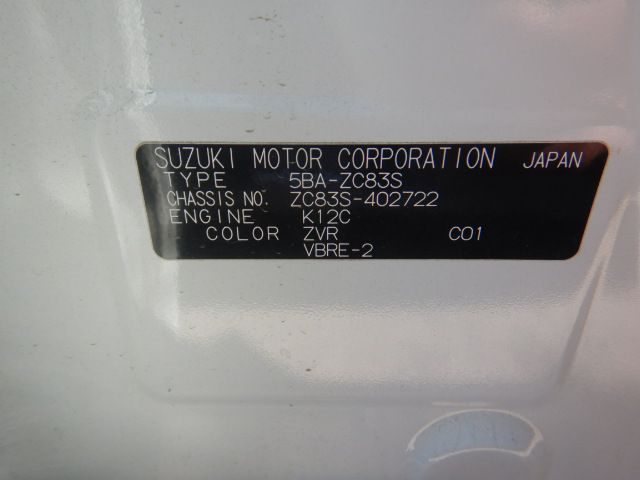 SUZUKI MOTOR CORPORATION JAPAN
TYPE 5BA-ZC83S
CHASSIS NO. ZC83S-402722
ENGINE K12C
COLOR ZVR C01
VBRE-2